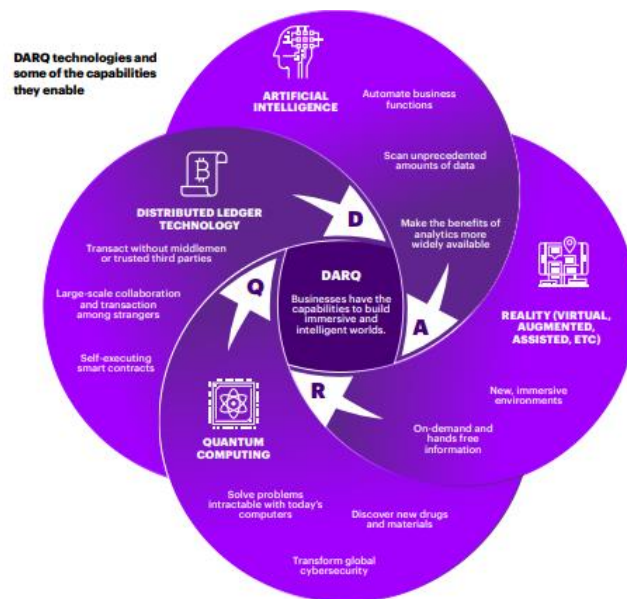 DARQ technologies and
some of the capabilities
they enable
ARTIFICIAL
INTELLIGENCE
Automate business
functions
Scan unprecedented
amounts of data
Make the benefits of
analytics more
widely available
DISTRIBUTED LEDGER
TECHNOLOGY
Transact without middlemen
or trusted third parties
Large-scale collaboration
and transaction
among strangers
Self-executing
smart contracts
D
A
R
Q
DARQ
Businesses have the
capabilities to build
immersive and
intelligent worlds.
REALITY (VIRTUAL,
AUGMENTED,
ASSISTED, ETC)
New, immersive
environments
On-demand and
hands free
information
QUANTUM
COMPUTING
Solve problems
intractable with today's
computers
Discover new drugs
and materials
Transform global
cybersecurity